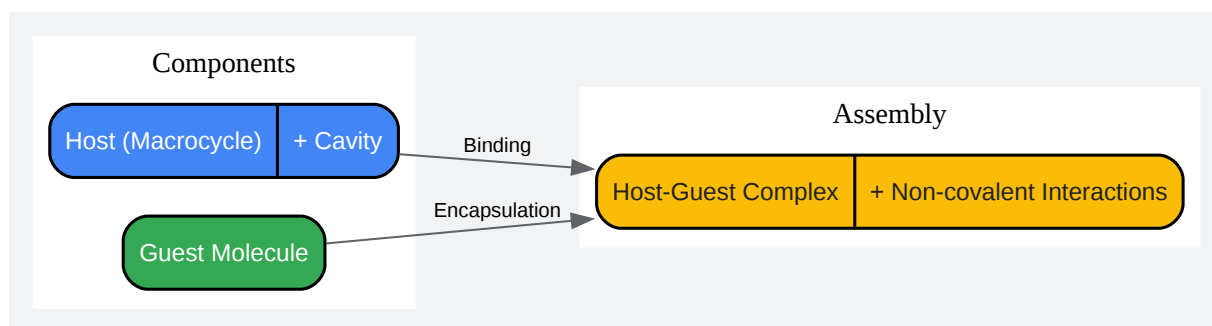 Components
Host (Macrocycle)
+ Cavity
Guest Molecule
Binding
Encapsulation
Assembly
Host-Guest Complex
+ Non-covalent Interactions